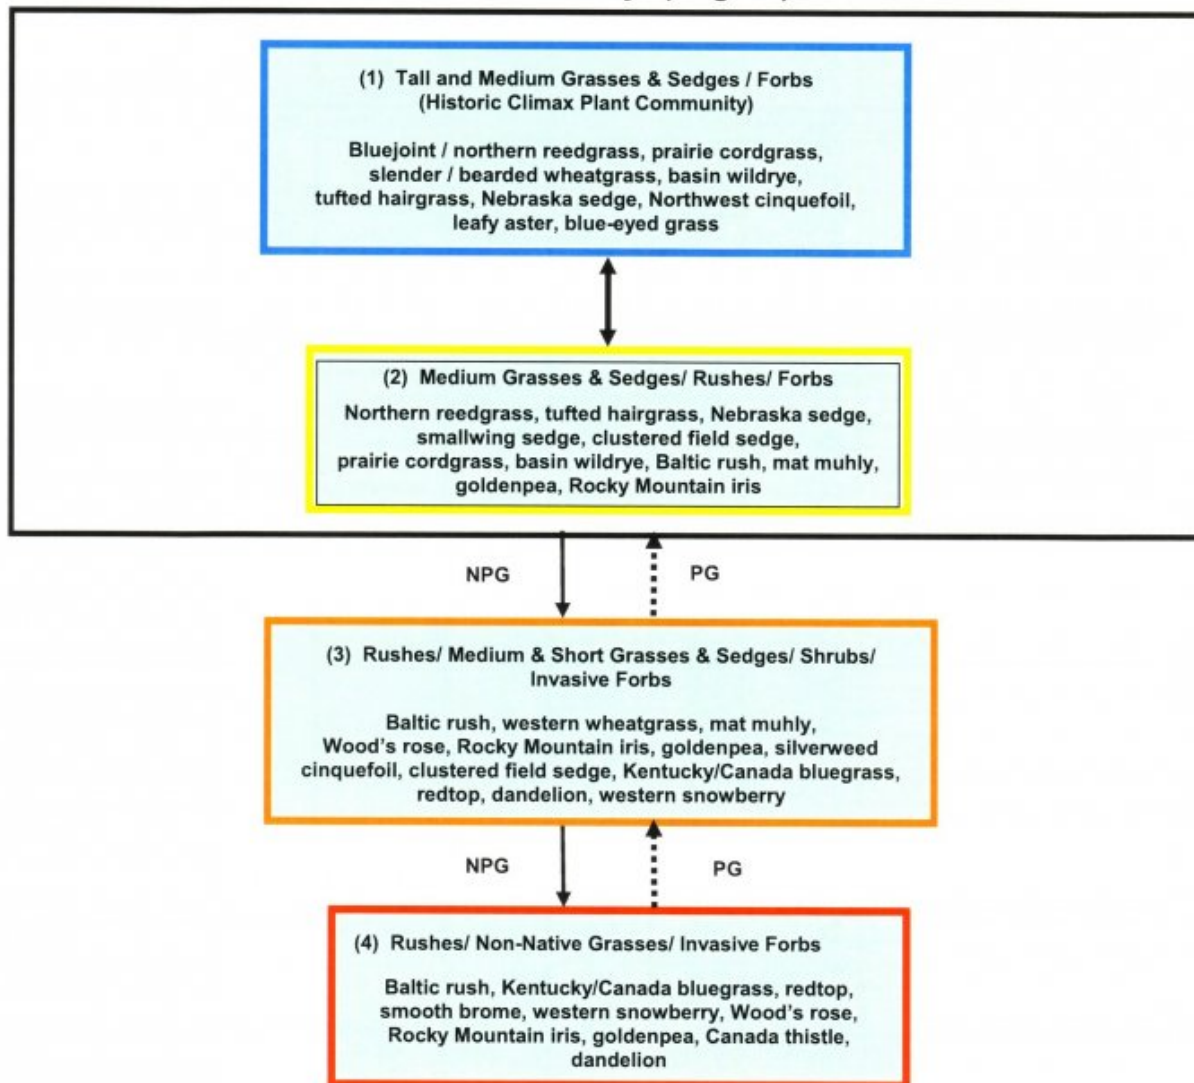 (1) Tall and Medium Grasses & Sedges / Forbs
(Historic Climax Plant Community)
Bluejoint / northern reedgrass, prairie cordgrass,
slender / bearded wheatgrass, basin wildrye,
tufted hairgrass, Nebraska sedge, Northwest cinquefoil,
leafy aster, blue-eyed grass
(2) Medium Grasses & Sedges/ Rushes/ Forbs
Northern reedgrass, tufted hairgrass, Nebraska sedge,
smallwing sedge, clustered field sedge,
prairie cordgrass, basin wildrye, Baltic rush, mat muhly,
goldenpea, Rocky Mountain iris
NPG PG
(3) Rushes/ Medium & Short Grasses & Sedges/ Shrubs/
Invasive Forbs
Baltic rush, western wheatgrass, mat muhly,
Wood's rose, Rocky Mountain iris, goldenpea, silverweed
cinquefoil, clustered field sedge, Kentucky/Canada bluegrass,
redtop, dandelion, western snowberry
NPG PG
(4) Rushes/ Non-Native Grasses/ Invasive Forbs
Baltic rush, Kentucky/Canada bluegrass, redtop,
smooth brome, western snowberry, Wood's rose,
Rocky Mountain iris, goldenpea, Canada thistle,
dandelion